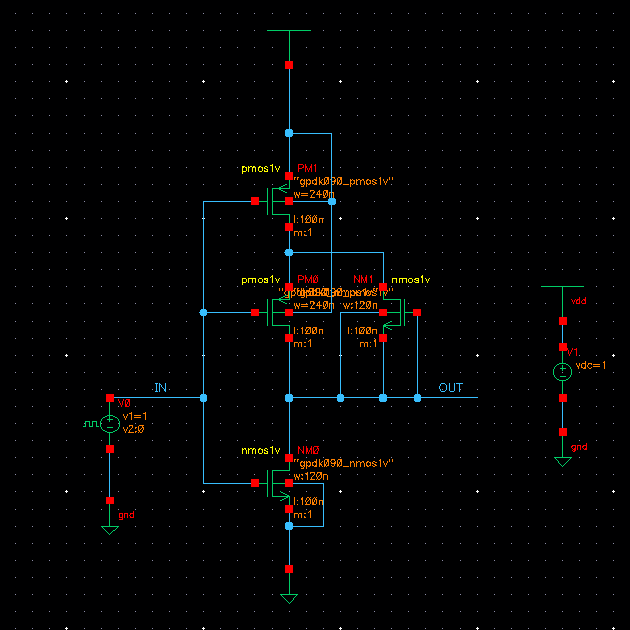 pmos1v PM1
"gpdk090_pmos1v"
w=240n
l:100n
m:1
pmos1v PM0 NM1 nmos1v
w=240n w:120n
l:100n l:100n
m:1 m:1
vdd
V1
vdc=1
IN OUT
V0
v1=1
v2:0
nmos1v NM0
"gpdk090_nmos1v"
w:120n
l:100n
m:1
gnd
gnd